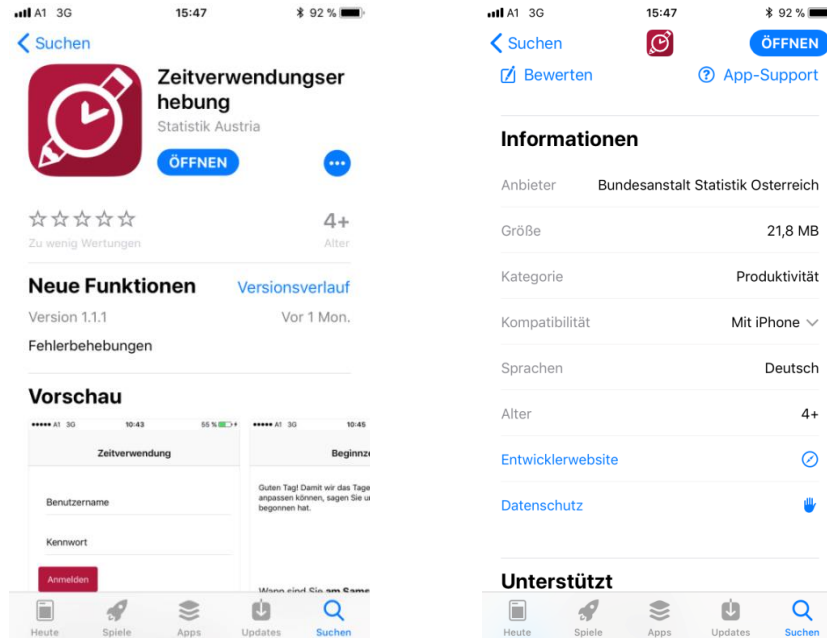 A1 3G 15:47 92 %
Suchen
Zeitverwendungser
hebung
Statistik Austria
ÖFFNEN
4+
Zu wenig Wertungen Alter
Neue Funktionen Versionsverlauf
Version 1.1.1 Vor 1 Mon.
Fehlerbehebungen
Vorschau
A1 3G 10:43 55 %
Zeitverwendung
Benutzername
Kennwort
Anmelden
A1 3G 10:45
Beginnze
Guten Tag! Damit wir das Tage
anpassen können, sagen Sie u
begonnen hat.
Wann sind Sie am Sams
Heute Spiele Apps Updates Suchen
A1 3G 15:47 92 %
Suchen ÖFFNEN
Bewerten App-Support
Informationen
Anbieter Bundesanstalt Statistik Osterreich
Größe 21,8 MB
Kategorie Produktivität
Kompatibilität Mit iPhone
Sprachen Deutsch
Alter 4+
Entwicklerwebsite
Datenschutz
Unterstützt
Heute Spiele Apps Updates Suchen